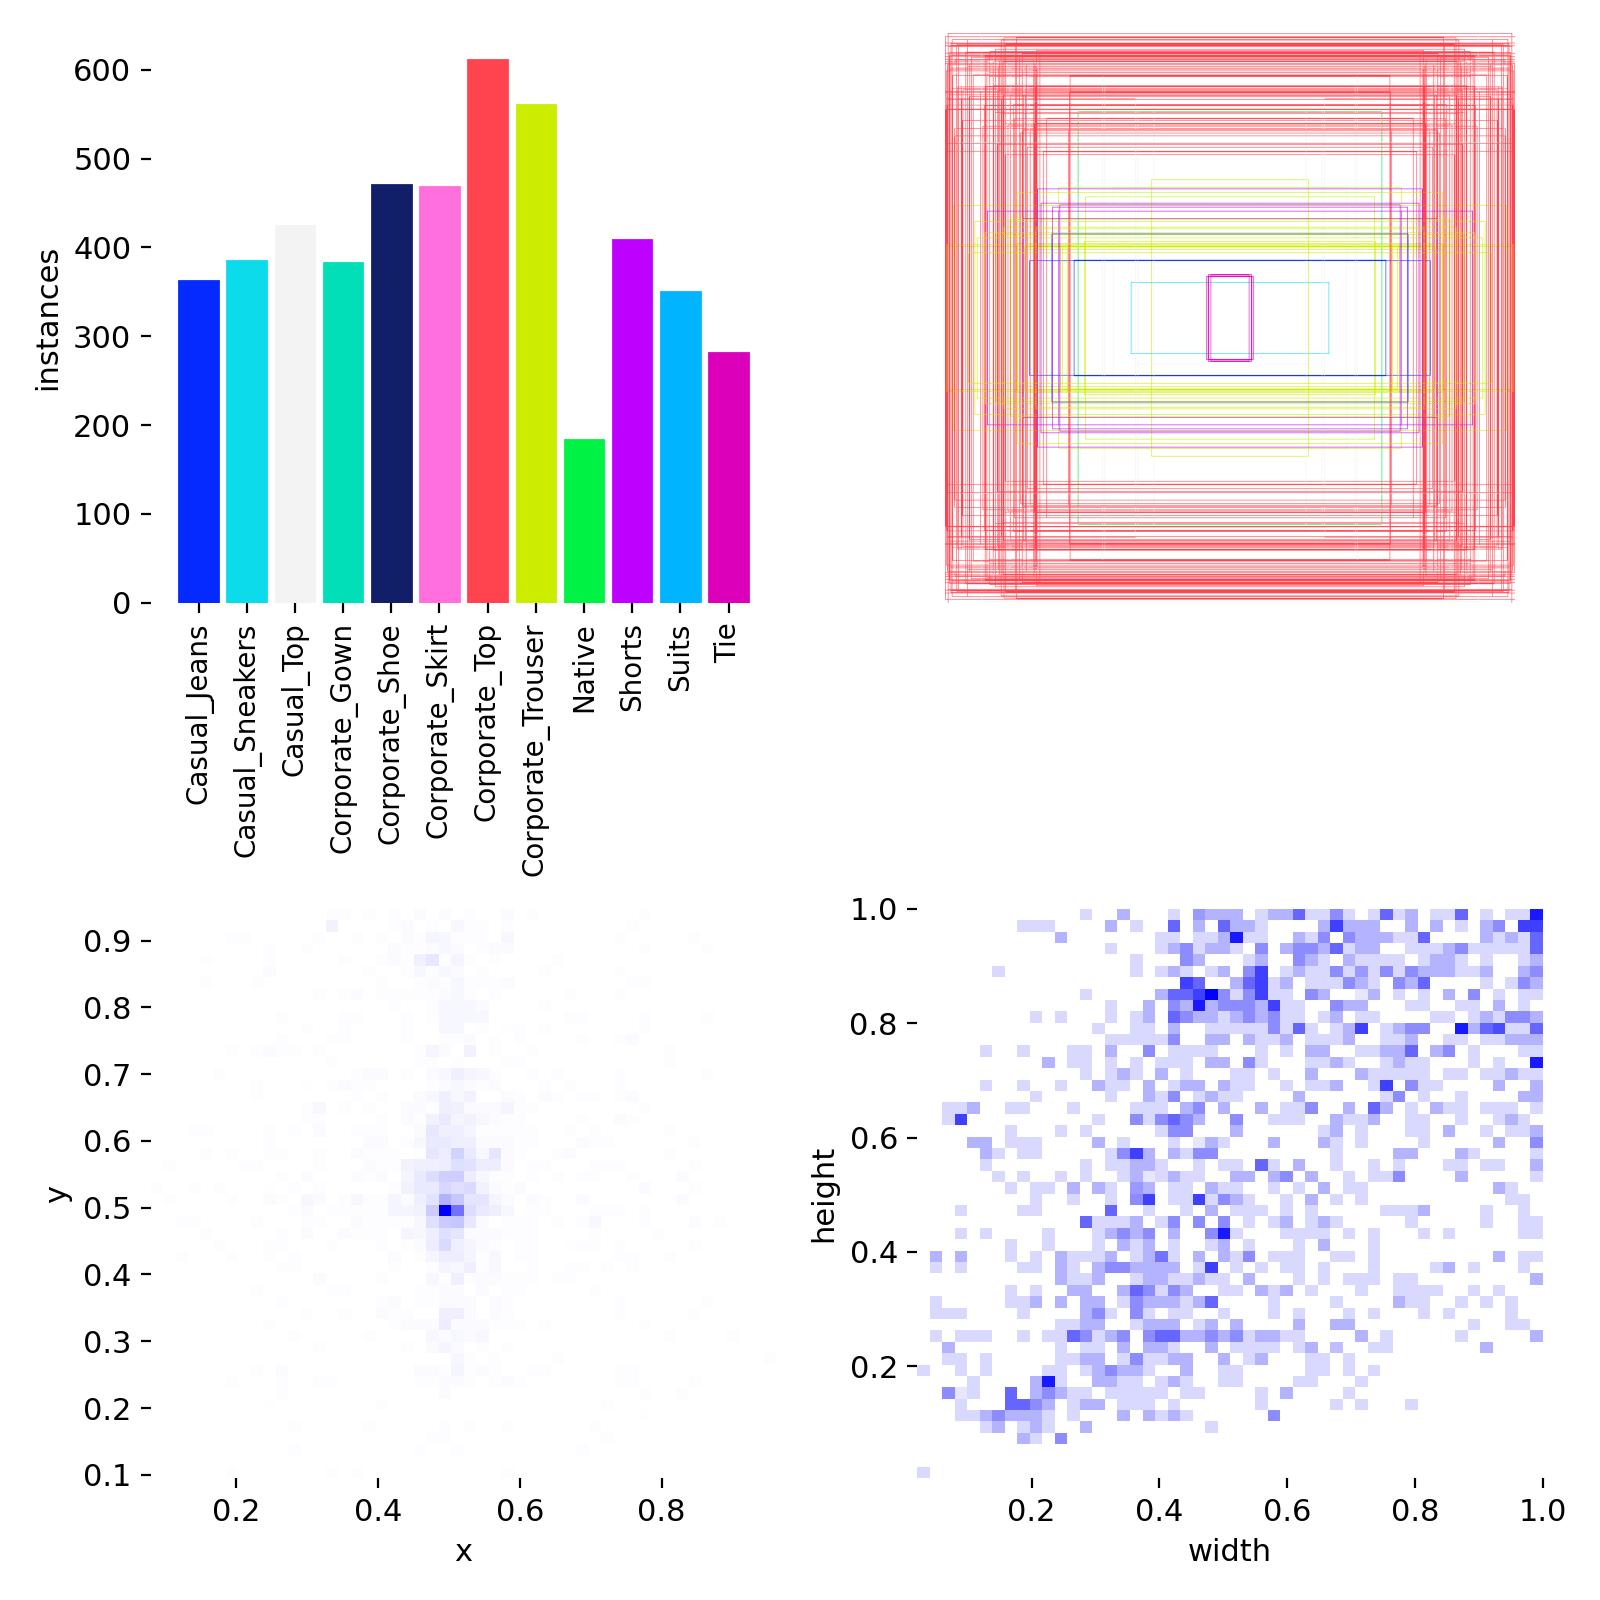 instances
600
500
400
300
200
100
0
Casual_Jeans
Casual_Sneakers
Casual_Top
Corporate_Gown
Corporate_Shoe
Corporate_Skirt
Corporate_Top
Corporate_Trouser
Native
Shorts
Suits
Tie
y
0.9
0.8
0.7
0.6
0.5
0.4
0.3
0.2
0.1
0.2
0.4
0.6
0.8
x
height
1.0
0.8
0.6
0.4
0.2
0.2
0.4
0.6
0.8
1.0
width